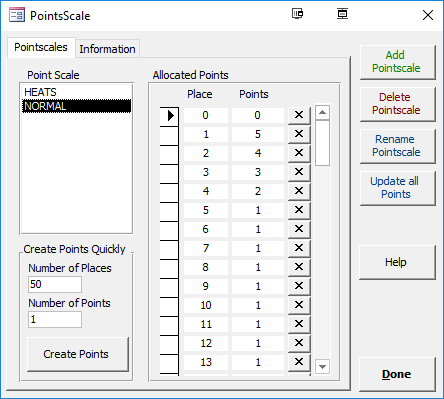 PointsScale
Pointscales Information
Point Scale
HEATS
NORMAL
Create Points Quickly
Number of Places
50
Number of Points
1
Create Points
Allocated Points
Place Points
0 0 X
1 5 X
2 4 X
3 3 X
4 2 X
5 1 X
6 1 X
7 1 X
8 1 X
9 1 X
10 1 X
11 1 X
12 1 X
13 1 X
Add
Pointscale
Delete
Pointscale
Rename
Pointscale
Update all
Points
Help
Done